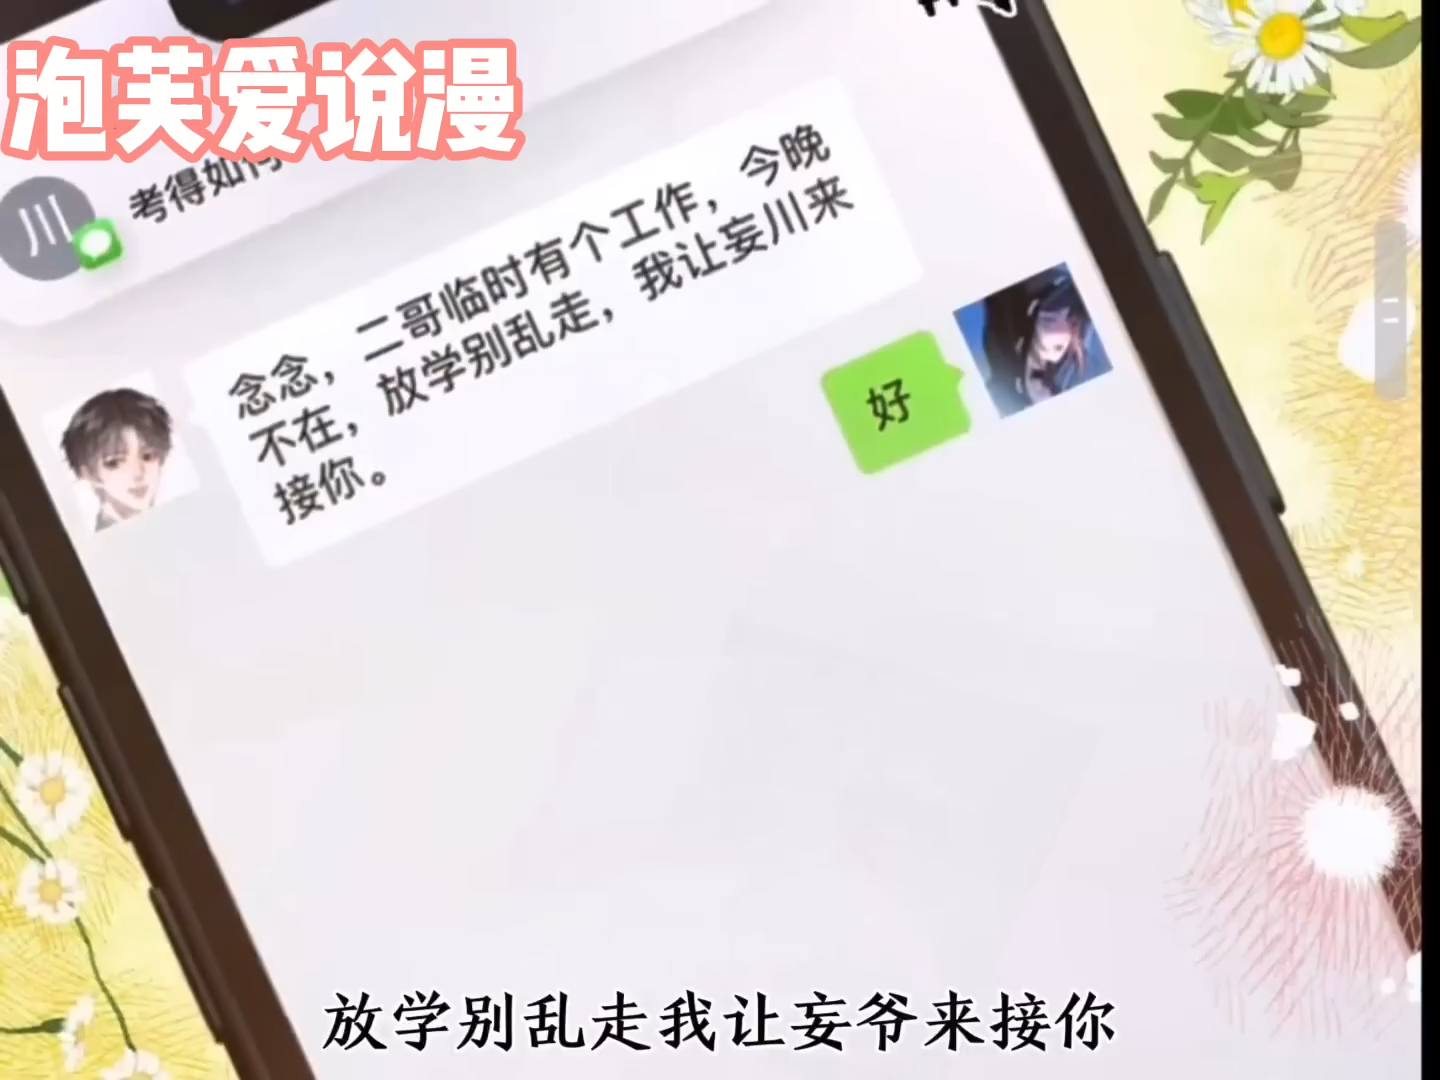 泡芙爱说漫
川
考得如何
念念，二哥临时有个工作，今晚
不在，放学别乱走，我让妄川来
接你。
好
放学别乱走我让妄爷来接你